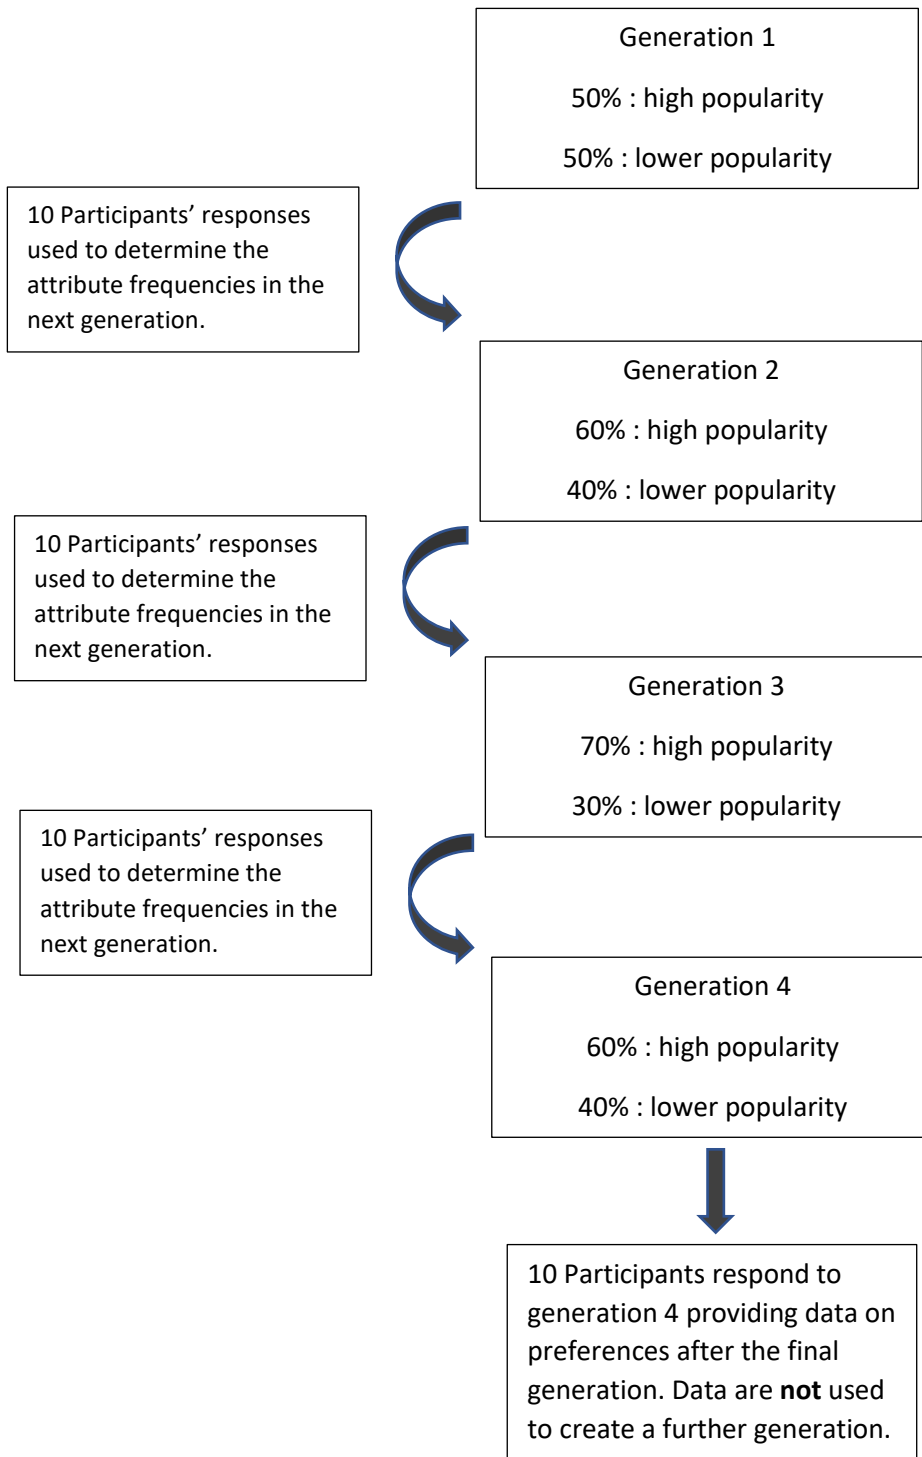 Generation 1
50% : high popularity
50% : lower popularity
10 Participants’ responses
used to determine the
attribute frequencies in the
next generation.
Generation 2
60% : high popularity
40% : lower popularity
10 Participants’ responses
used to determine the
attribute frequencies in the
next generation.
Generation 3
70% : high popularity
30% : lower popularity
10 Participants’ responses
used to determine the
attribute frequencies in the
next generation.
Generation 4
60% : high popularity
40% : lower popularity
10 Participants respond to
generation 4 providing data on
preferences after the final
generation. Data are not used
to create a further generation.